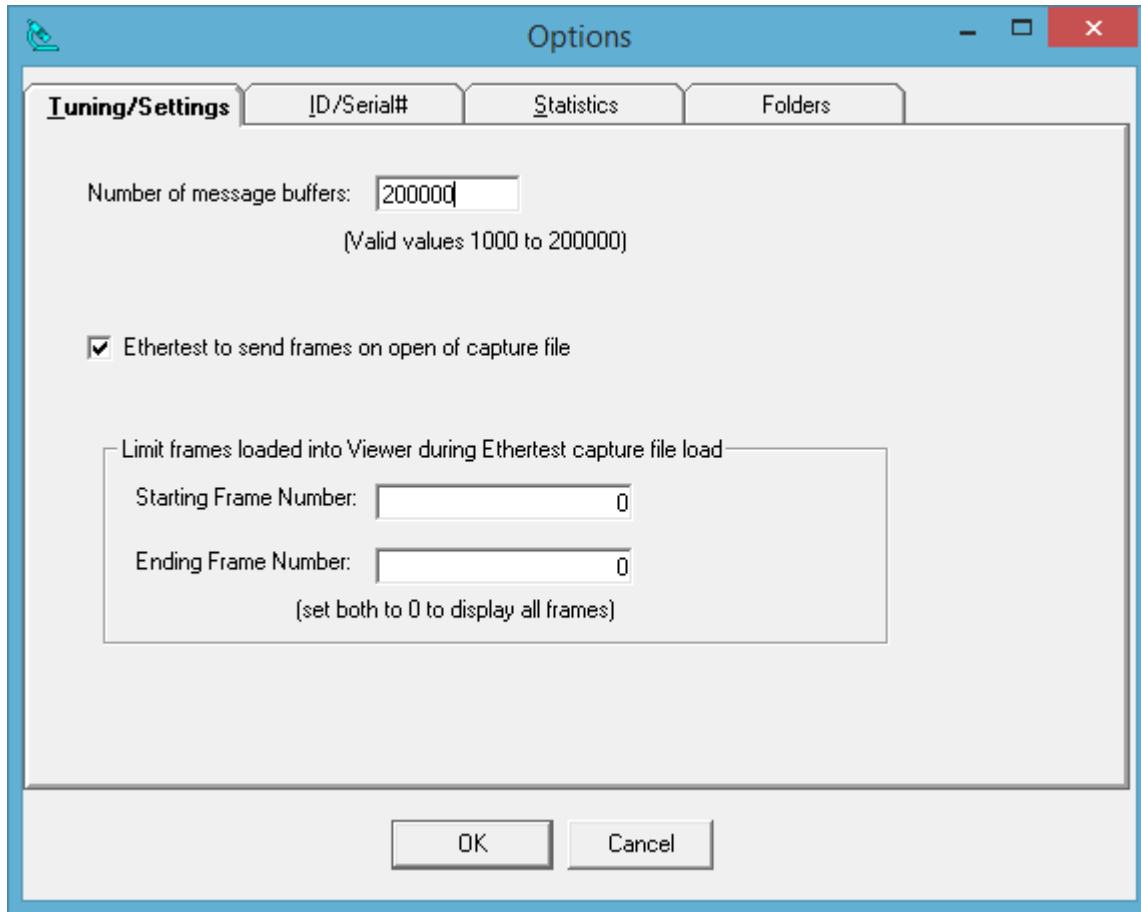 Options
Tuning/Settings
ID/Serial#
Statistics
Folders
Number of message buffers: 200000
(Valid values 1000 to 200000)
Ethertest to send frames on open of capture file
Limit frames loaded into Viewer during Ethertest capture file load
Starting Frame Number: 0
Ending Frame Number: 0
(set both to 0 to display all frames)
OK
Cancel